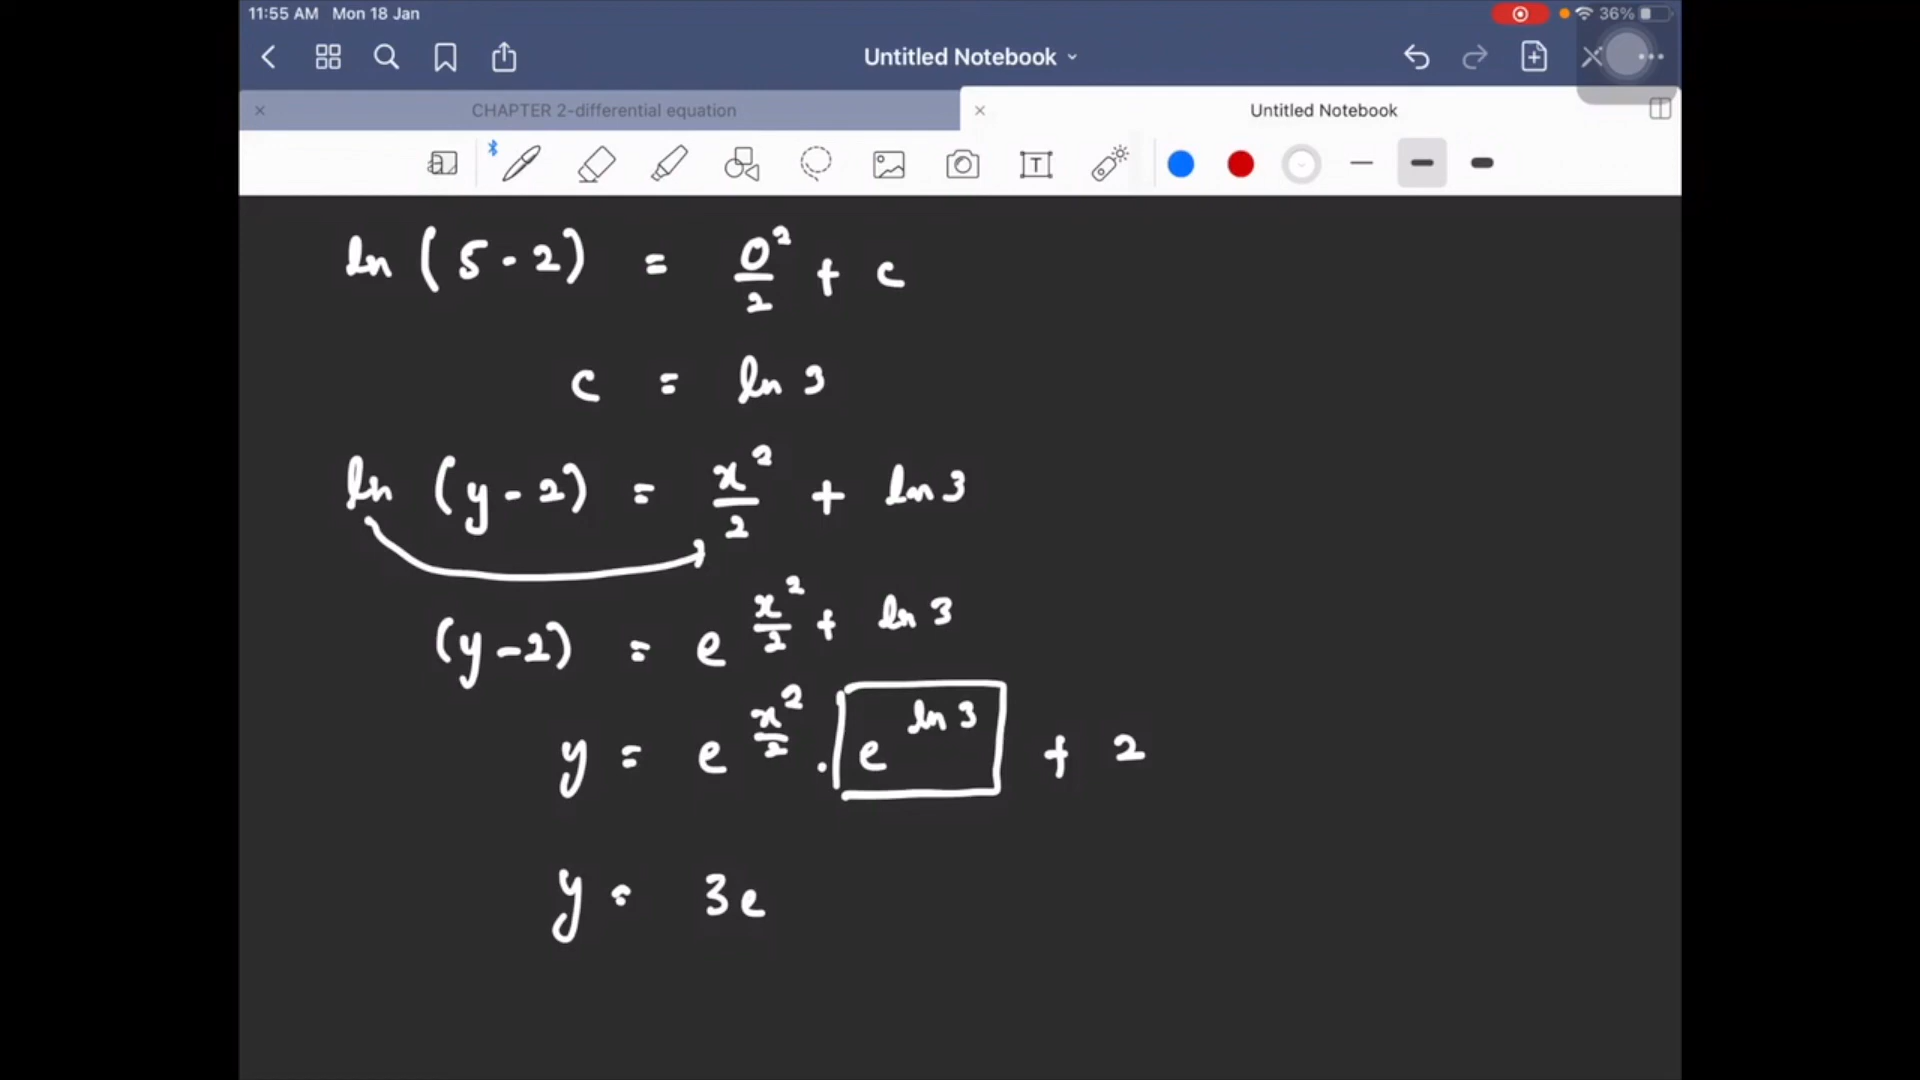 11:55 AM Mon 18 Jan 36%
Untitled Notebook
CHAPTER 2-differential equation Untitled Notebook
ln (5-2) = 0²/2 + c
c = ln 3
ln (y-2) = x²/2 + ln 3
(y-2) = e^(x²/2 + ln 3)
y = e^(x²/2) . e^(ln 3) + 2
y = 3e